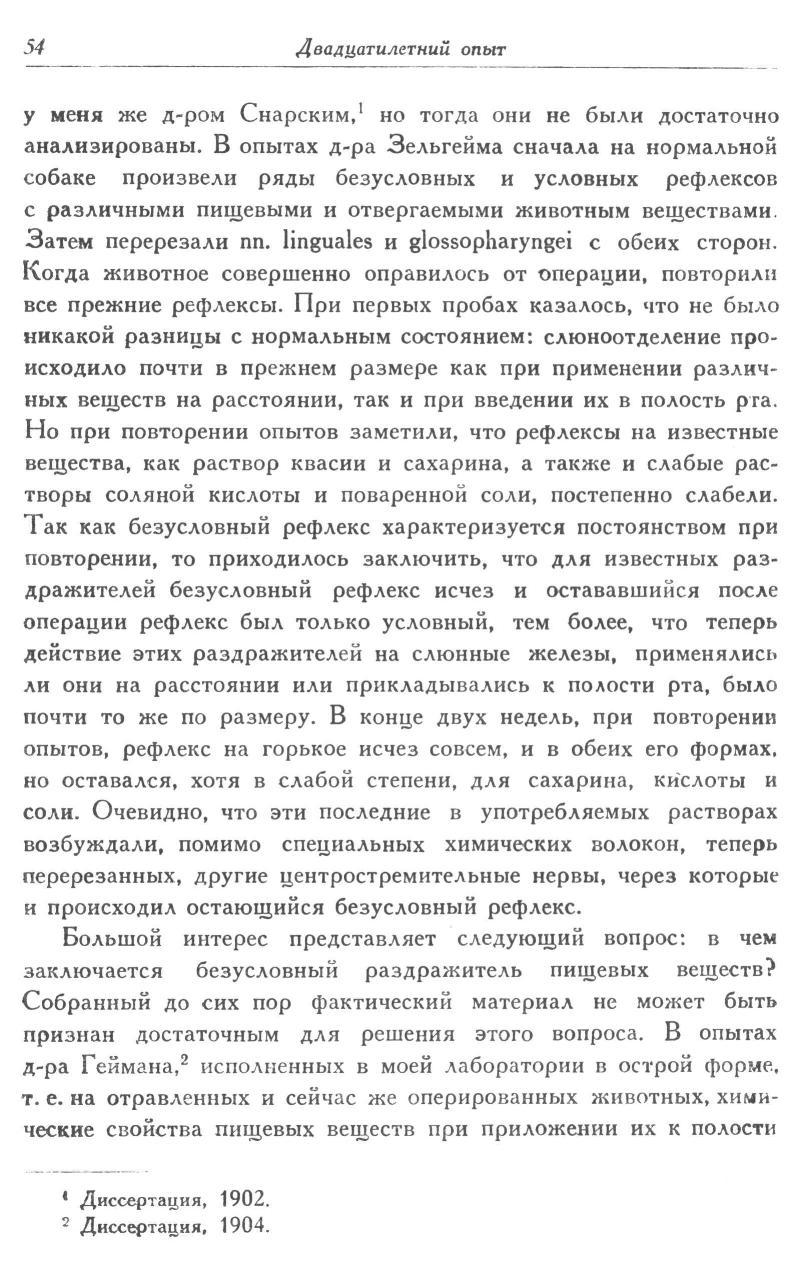 54
Двадцатилетний опыт
у меня же д-ром Снарским,¹ но тогда они не были достаточно
анализированы. В опытах д-ра Зельгейма сначала на нормальной
собаке произвели ряды безусловных и условных рефлексов
с различными пищевыми и отвергаемыми животным веществами.
Затем перерезали nn. linguales и glossopharyngei с обеих сторон.
Когда животное совершенно оправилось от операции, повторили
все прежние рефлексы. При первых пробах казалось, что не было
никакой разницы с нормальным состоянием: слюноотделение про-
исходило почти в прежнем размере как при применении различ-
ных веществ на расстоянии, так и при введении их в полость рта.
Но при повторении опытов заметили, что рефлексы на известные
вещества, как раствор квасии и сахарина, а также и слабые рас-
творы соляной кислоты и поваренной соли, постепенно слабели.
Так как безусловный рефлекс характеризуется постоянством при
повторении, то приходилось заключить, что для известных раз-
дражителей безусловный рефлекс исчез и остававшийся после
операции рефлекс был только условный, тем более, что теперь
действие этих раздражителей на слюнные железы, применялись
ли они на расстоянии или прикладывались к полости рта, было
почти то же по размеру. В конце двух недель, при повторении
опытов, рефлекс на горькое исчез совсем, и в обеих его формах,
но оставался, хотя в слабой степени, для сахарина, кислоты и
соли. Очевидно, что эти последние в употребляемых растворах
возбуждали, помимо специальных химических волокон, теперь
перерезанных, другие центростремительные нервы, через которые
и происходил остающийся безусловный рефлекс.
Большой интерес представляет следующий вопрос: в чем
заключается безусловный раздражитель пищевых веществ?
Собранный до сих пор фактический материал не может быть
признан достаточным для решения этого вопроса. В опытах
д-ра Геймана,² исполненных в моей лаборатории в острой форме,
т. е. на отравленных и сейчас же оперированных животных, хими-
ческие свойства пищевых веществ при приложении их к полости
¹ Диссертация, 1902.
² Диссертация, 1904.